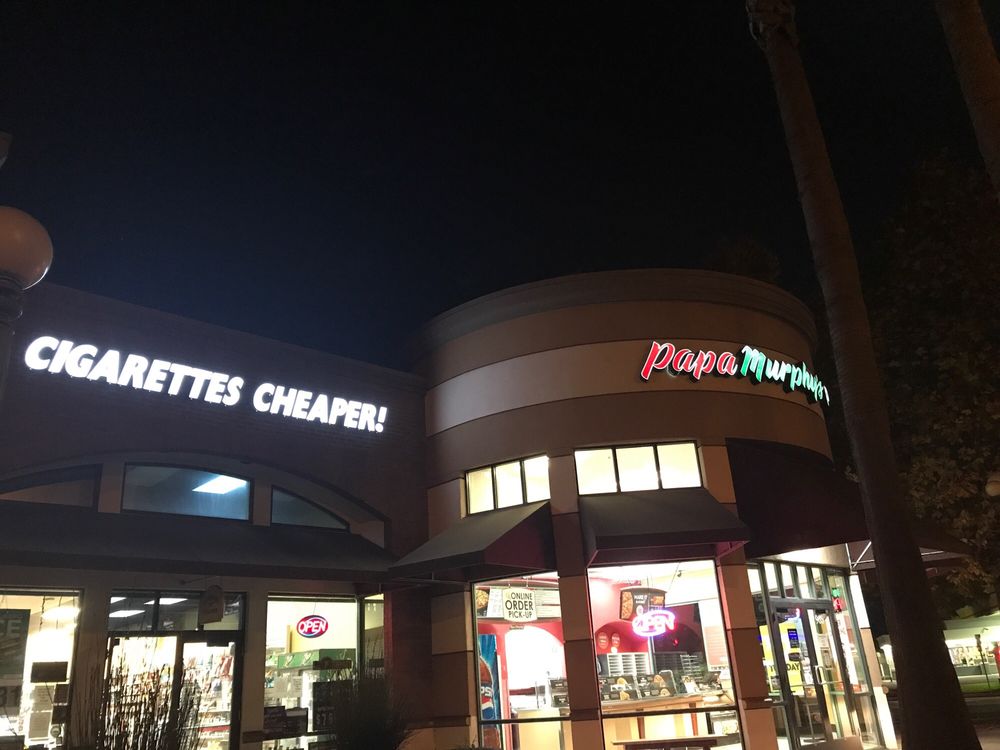 CIGARETTES CHEAPER!
Papa Murphy's
OPEN
ONLINE
ORDER
PICK-UP
OPEN